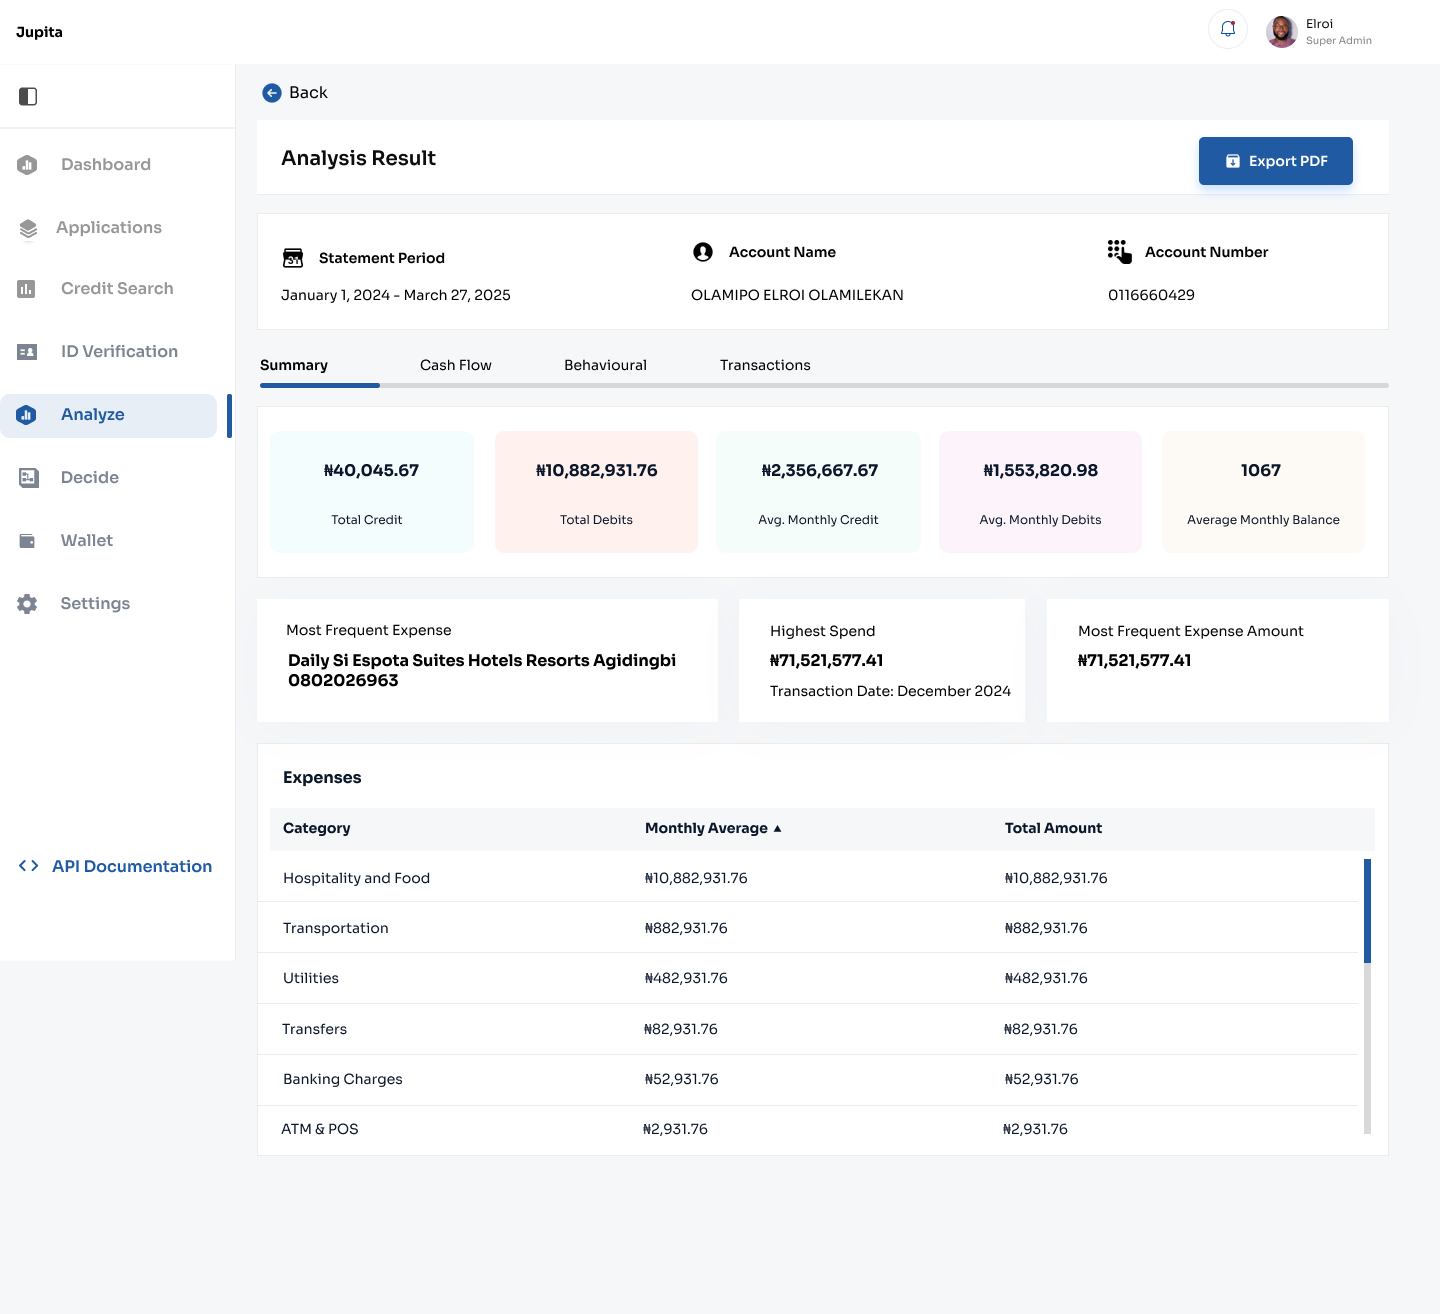 Jupita
Elroi
Super Admin
Back
Analysis Result
Export PDF
Dashboard
Applications
Credit Search
ID Verification
Analyze
Decide
Wallet
Settings
API Documentation
31 Statement Period
January 1, 2024 - March 27, 2025
Account Name
OLAMIPO ELROI OLAMILEKAN
Account Number
0116660429
Summary Cash Flow Behavioural Transactions
₦40,045.67
Total Credit
₦10,882,931.76
Total Debits
₦2,356,667.67
Avg. Monthly Credit
₦1,553,820.98
Avg. Monthly Debits
1067
Average Monthly Balance
Most Frequent Expense
Daily Si Espota Suites Hotels Resorts Agidingbi
0802026963
Highest Spend
₦71,521,577.41
Transaction Date: December 2024
Most Frequent Expense Amount
₦71,521,577.41
Expenses
Category Monthly Average ▲ Total Amount
Hospitality and Food ₦10,882,931.76 ₦10,882,931.76
Transportation ₦882,931.76 ₦882,931.76
Utilities ₦482,931.76 ₦482,931.76
Transfers ₦82,931.76 ₦82,931.76
Banking Charges ₦52,931.76 ₦52,931.76
ATM & POS ₦2,931.76 ₦2,931.76